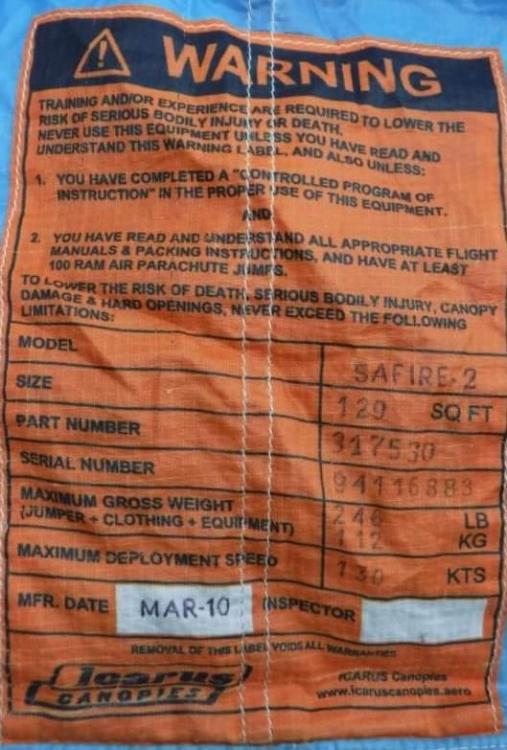 WARNING
TRAINING AND/OR EXPERIENCE ARE REQUIRED TO LOWER THE
RISK OF SERIOUS BODILY INJURY OR DEATH.
NEVER USE THIS EQUIPMENT UNLESS YOU HAVE READ AND
UNDERSTAND THIS WARNING LABEL, AND ALSO UNLESS:
1. YOU HAVE COMPLETED A "CONTROLLED PROGRAM OF
INSTRUCTION" IN THE PROPER USE OF THIS EQUIPMENT.
AND
2. YOU HAVE READ AND UNDERSTAND ALL APPROPRIATE FLIGHT
MANUALS & PACKING INSTRUCTIONS, AND HAVE AT LEAST
100 RAM AIR PARACHUTE JUMPS.
TO LOWER THE RISK OF DEATH, SERIOUS BODILY INJURY, CANOPY
DAMAGE & HARD OPENINGS, NEVER EXCEED THE FOLLOWING
LIMITATIONS:
MODEL SAFIRE-2
SIZE 129 SQ FT
PART NUMBER 317530
SERIAL NUMBER 94116883
MAXIMUM GROSS WEIGHT 246 LB
(JUMPER + CLOTHING + EQUIPMENT) 112 KG
MAXIMUM DEPLOYMENT SPEED 130 KTS
MFR. DATE MAR-10 INSPECTOR
REMOVAL OF THIS LABEL VOIDS ALL WARRANTIES
Icarus ICARUS Canopies
CANOPIES www.icaruscanopies.aero